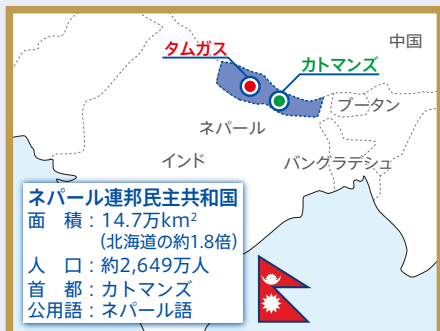 中国
タムガス
カトマンズ
ブータン
ネパール
インド
バングラデシュ
ネパール連邦民主共和国
面　積：14.7万km²
(北海道の約1.8倍)
人　口：約2,649万人
首　都：カトマンズ
公用語：ネパール語